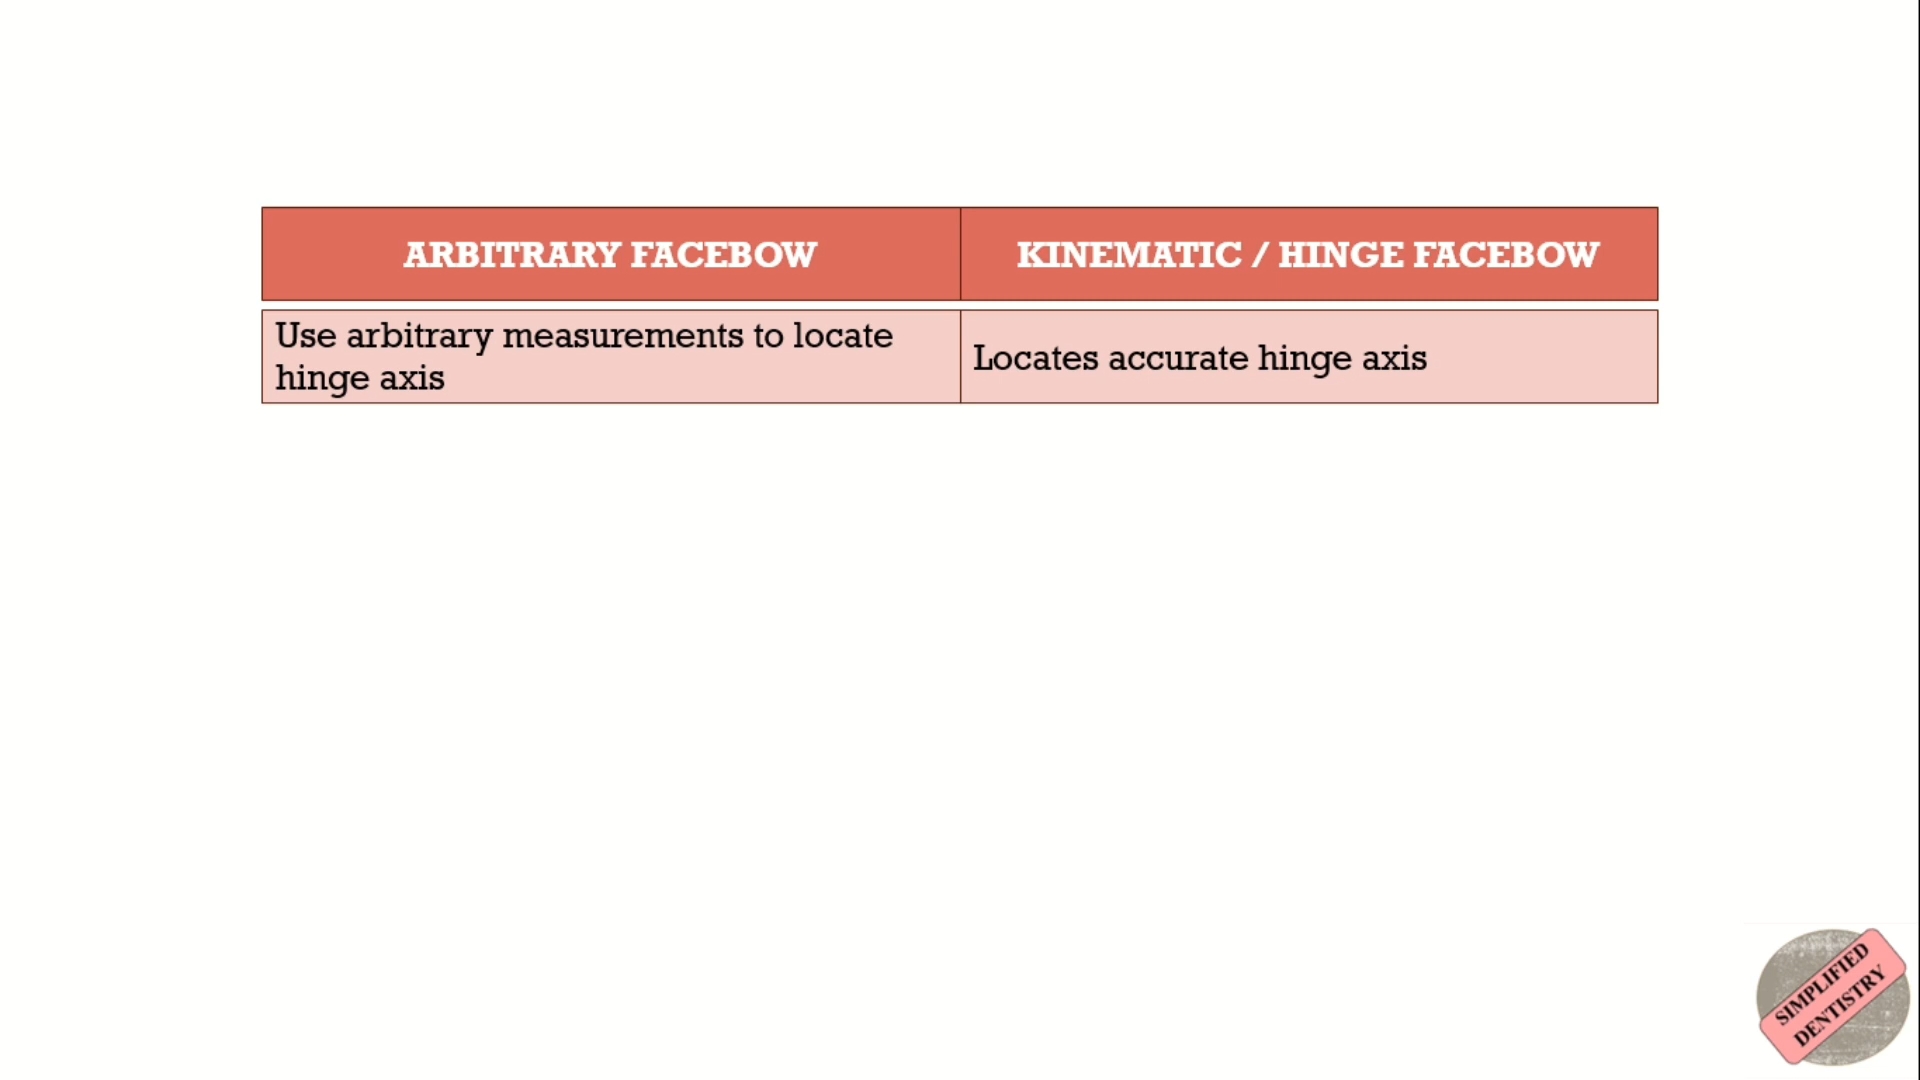 ARBITRARY FACEBOW
KINEMATIC / HINGE FACEBOW
Use arbitrary measurements to locate
hinge axis
Locates accurate hinge axis
SIMPLIFIED
DENTISTRY